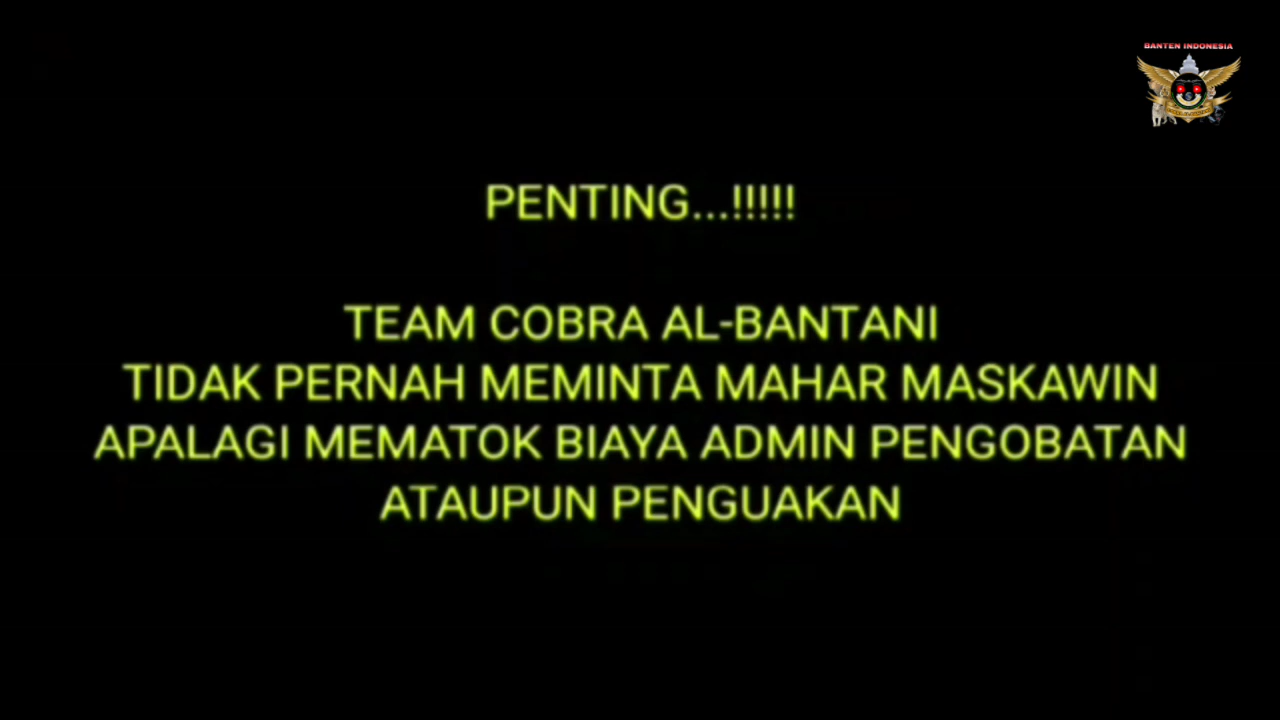 BANTEN INDONESIA
PENTING...!!!!!
TEAM COBRA AL-BANTANI
TIDAK PERNAH MEMINTA MAHAR MASKAWIN
APALAGI MEMATOK BIAYA ADMIN PENGOBATAN
ATAUPUN PENGUAKAN